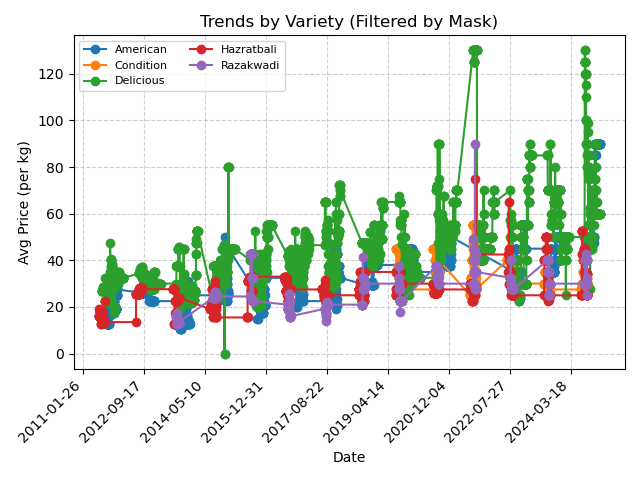 Trends by Variety (Filtered by Mask)
American
Condition
Delicious
Hazratbali
Razakwadi
Avg Price (per kg)
120
100
80
60
40
20
0
2011-01-26
2012-09-17
2014-05-10
2015-12-31
2017-08-22
2019-04-14
2020-12-04
2022-07-27
2024-03-18
Date